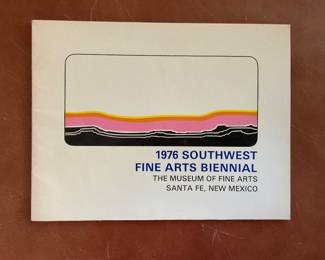 1976 SOUTHWEST
FINE ARTS BIENNIAL
THE MUSEUM OF FINE ARTS
SANTA FE, NEW MEXICO